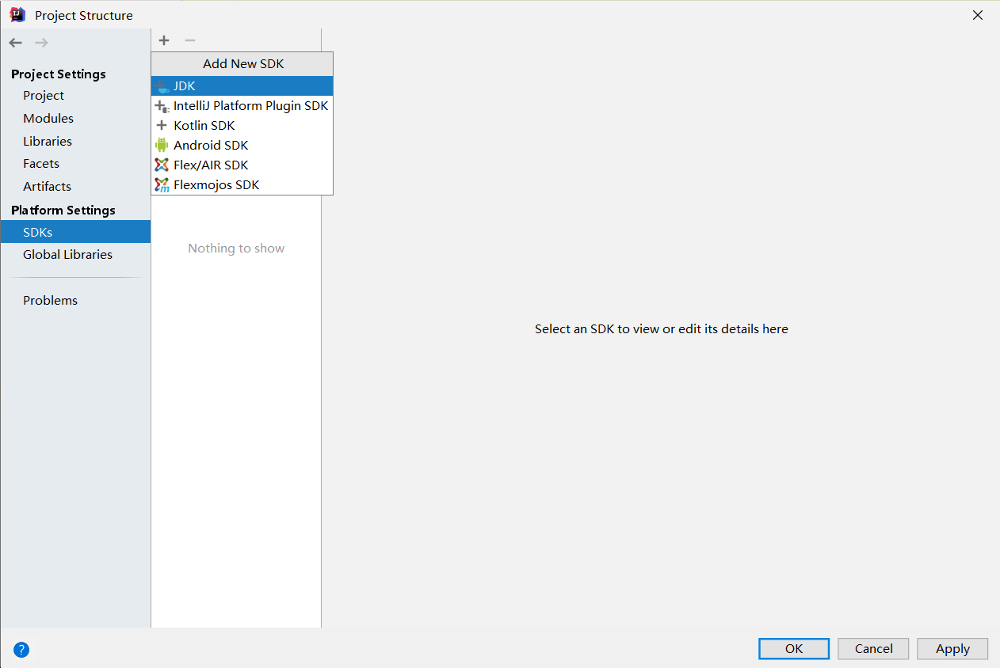 Project Structure
Project Settings
Project
Modules
Libraries
Facets
Artifacts
Platform Settings
SDKs
Global Libraries
Problems
Add New SDK
JDK
IntelliJ Platform Plugin SDK
Kotlin SDK
Android SDK
Flex/AIR SDK
Flexmojos SDK
Nothing to show
Select an SDK to view or edit its details here
?
OK
Cancel
Apply